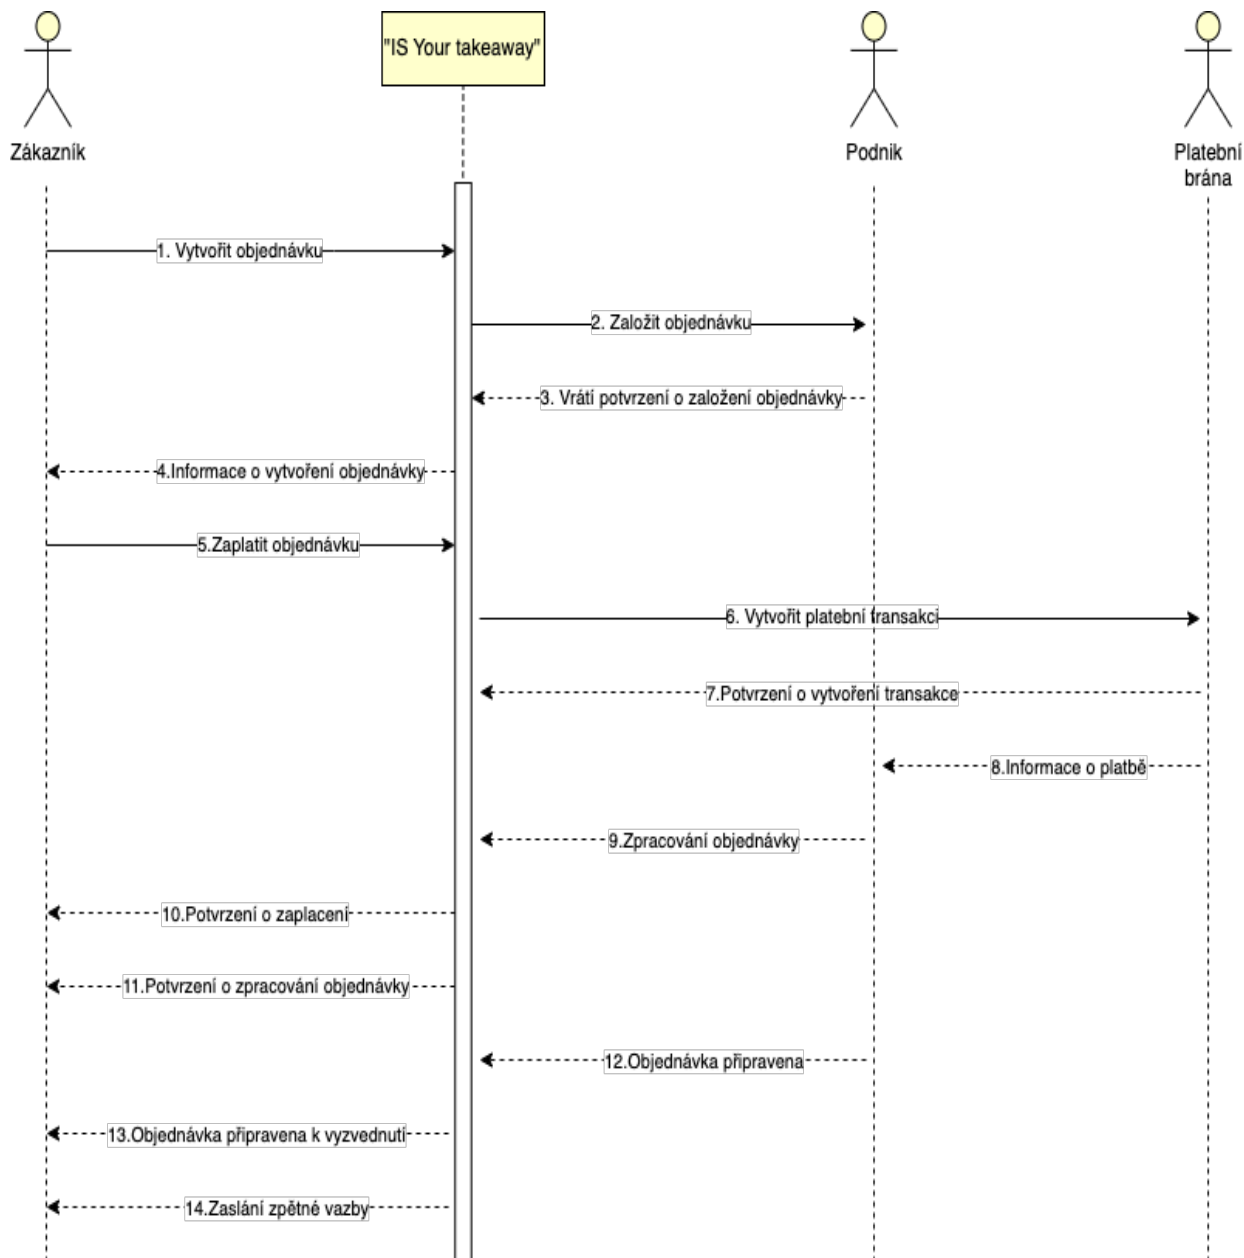 "IS Your takeaway"
Zákazník
Podnik
Platební
brána
1. Vytvořit objednávku
2. Založit objednávku
3. Vrátí potvrzení o založení objednávky
4.Informace o vytvoření objednávky
5.Zaplatit objednávku
6. Vytvořit platební transakci
7.Potvrzení o vytvoření transakce
8.Informace o platbě
9.Zpracování objednávky
10.Potvrzení o zaplacení
11.Potvrzení o zpracování objednávky
12.Objednávka připravena
13.Objednávka připravena k vyzvednutí
14.Zaslání zpětné vazby